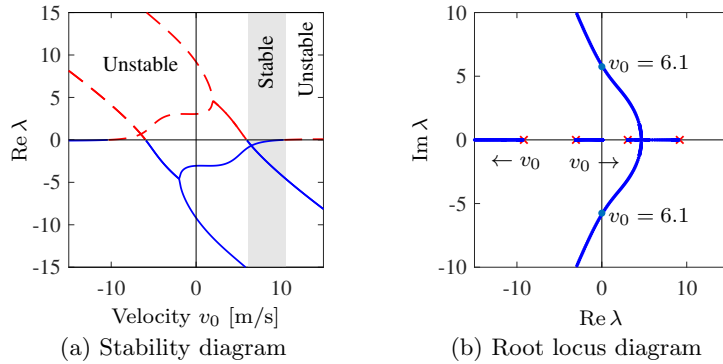 15
10
5
0
-5
-10
-15
Re λ
Unstable
Stable
Unstable
-10 0 10
Velocity v₀ [m/s]
(a) Stability diagram
10
5
0
-5
-10
Im λ
v₀ = 6.1
← v₀ v₀ →
v₀ = 6.1
-10 0 10
Re λ
(b) Root locus diagram